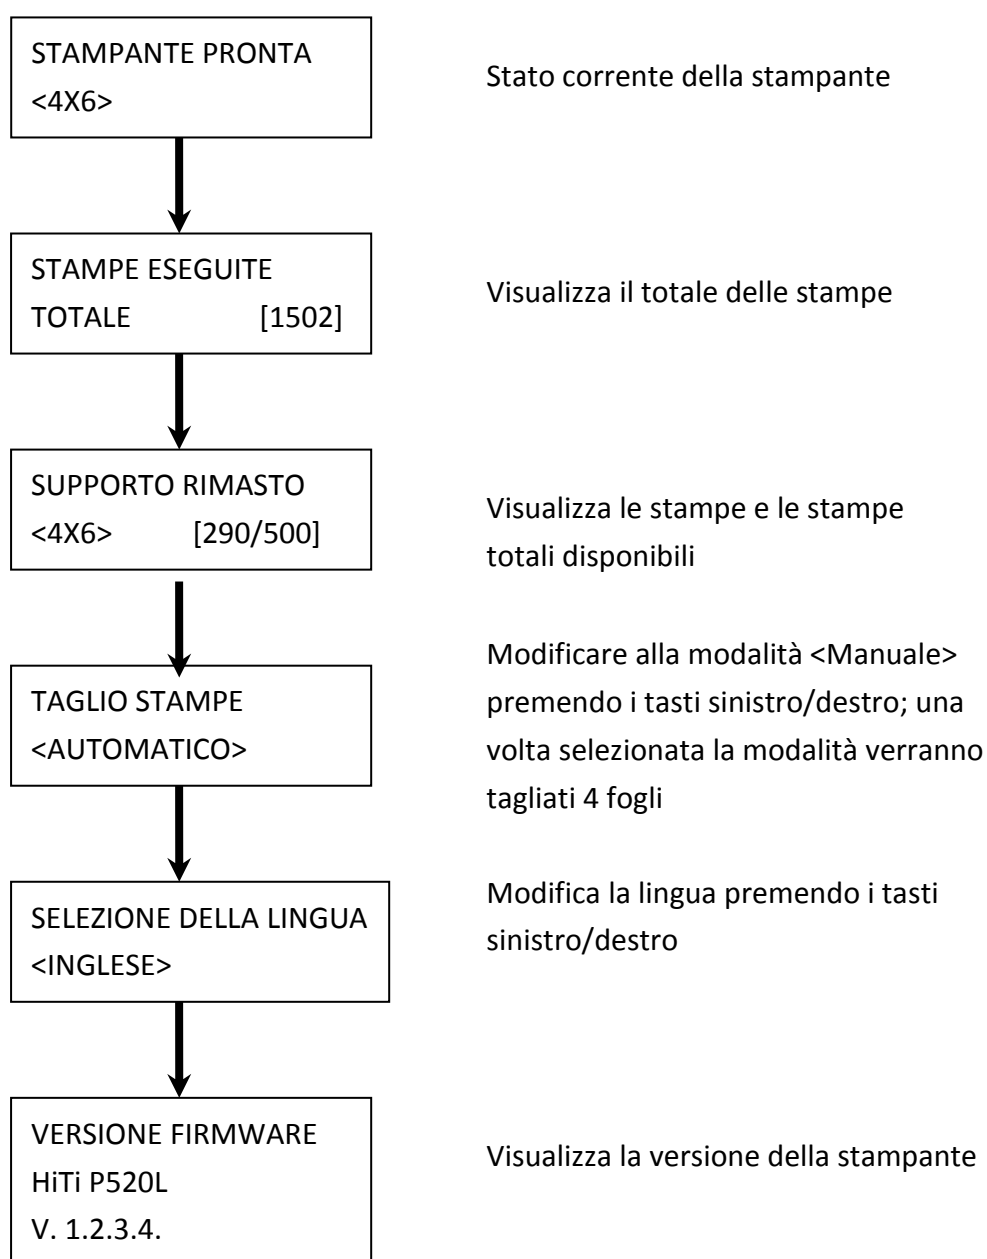 STAMPANTE PRONTA
<4X6>
Stato corrente della stampante
STAMPE ESEGUITE
TOTALE [1502]
Visualizza il totale delle stampe
SUPPORTO RIMASTO
<4X6> [290/500]
Visualizza le stampe e le stampe
totali disponibili
TAGLIO STAMPE
<AUTOMATICO>
Modificare alla modalità <Manuale>
premendo i tasti sinistro/destro; una
volta selezionata la modalità verranno
tagliati 4 fogli
SELEZIONE DELLA LINGUA
<INGLESE>
Modifica la lingua premendo i tasti
sinistro/destro
VERSIONE FIRMWARE
HiTi P520L
V. 1.2.3.4.
Visualizza la versione della stampante